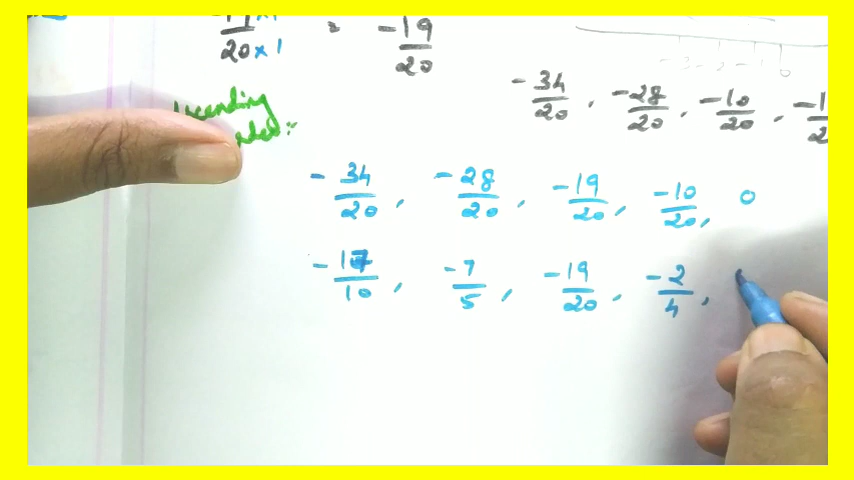 20 × 1 = -19/20
-34/20, -28/20, -10/20,
-34/20, -28/20, -19/20, -10/20, 0
-17/10, -7/5, -19/20, -2/4,